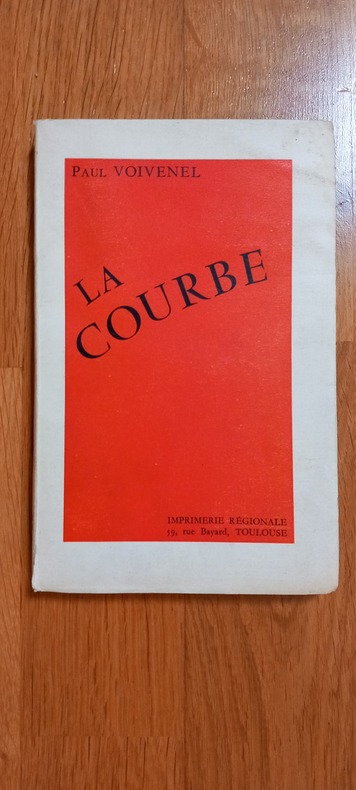 PAUL VOIVENEL
LA
COURBE
IMPRIMERIE RÉGIONALE
59, rue Bayard, TOULOUSE